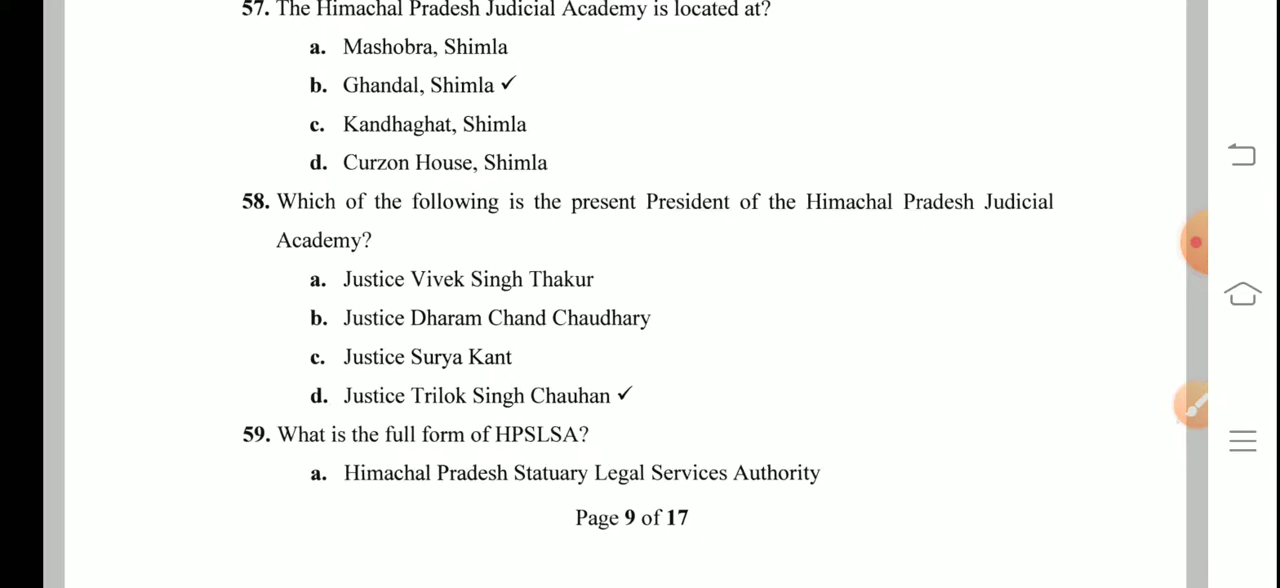 57. The Himachal Pradesh Judicial Academy is located at?
a. Mashobra, Shimla
b. Ghandal, Shimla ✓
c. Kandhaghat, Shimla
d. Curzon House, Shimla
58. Which of the following is the present President of the Himachal Pradesh Judicial
Academy?
a. Justice Vivek Singh Thakur
b. Justice Dharam Chand Chaudhary
c. Justice Surya Kant
d. Justice Trilok Singh Chauhan ✓
59. What is the full form of HPSLSA?
a. Himachal Pradesh Statuary Legal Services Authority
Page 9 of 17